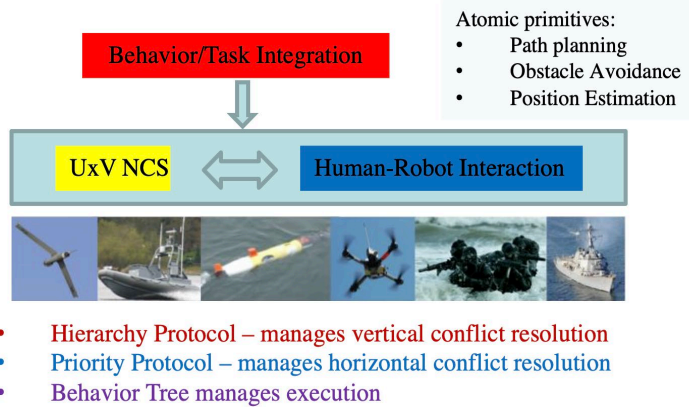 Atomic primitives:
• Path planning
• Obstacle Avoidance
• Position Estimation
Behavior/Task Integration
UxV NCS
Human-Robot Interaction
• Hierarchy Protocol – manages vertical conflict resolution
• Priority Protocol – manages horizontal conflict resolution
• Behavior Tree manages execution